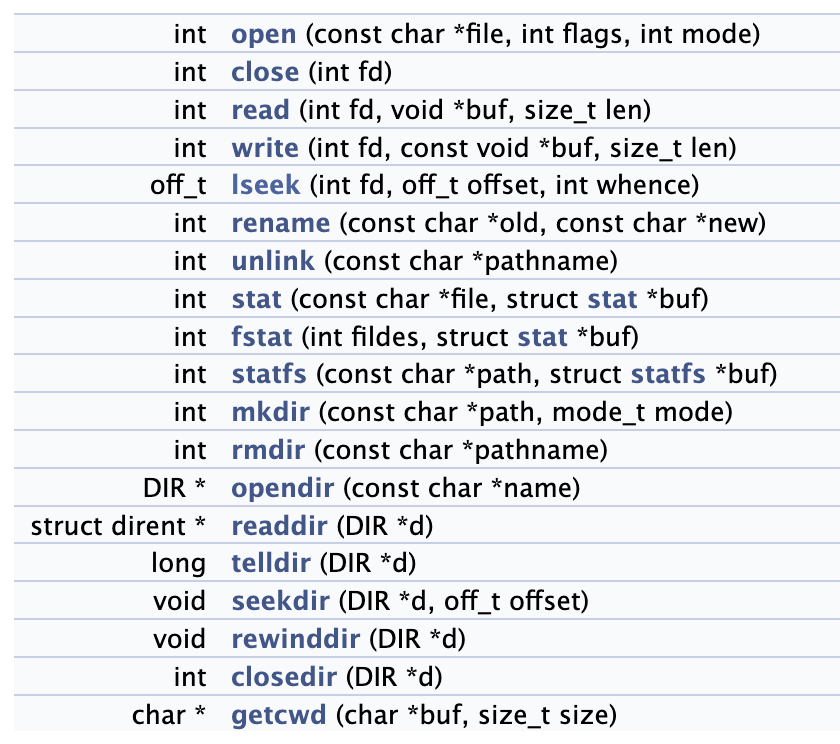 int open (const char *file, int flags, int mode)
int close (int fd)
int read (int fd, void *buf, size_t len)
int write (int fd, const void *buf, size_t len)
off_t lseek (int fd, off_t offset, int whence)
int rename (const char *old, const char *new)
int unlink (const char *pathname)
int stat (const char *file, struct stat *buf)
int fstat (int fildes, struct stat *buf)
int statfs (const char *path, struct statfs *buf)
int mkdir (const char *path, mode_t mode)
int rmdir (const char *pathname)
DIR * opendir (const char *name)
struct dirent * readdir (DIR *d)
long telldir (DIR *d)
void seekdir (DIR *d, off_t offset)
void rewinddir (DIR *d)
int closedir (DIR *d)
char * getcwd (char *buf, size_t size)